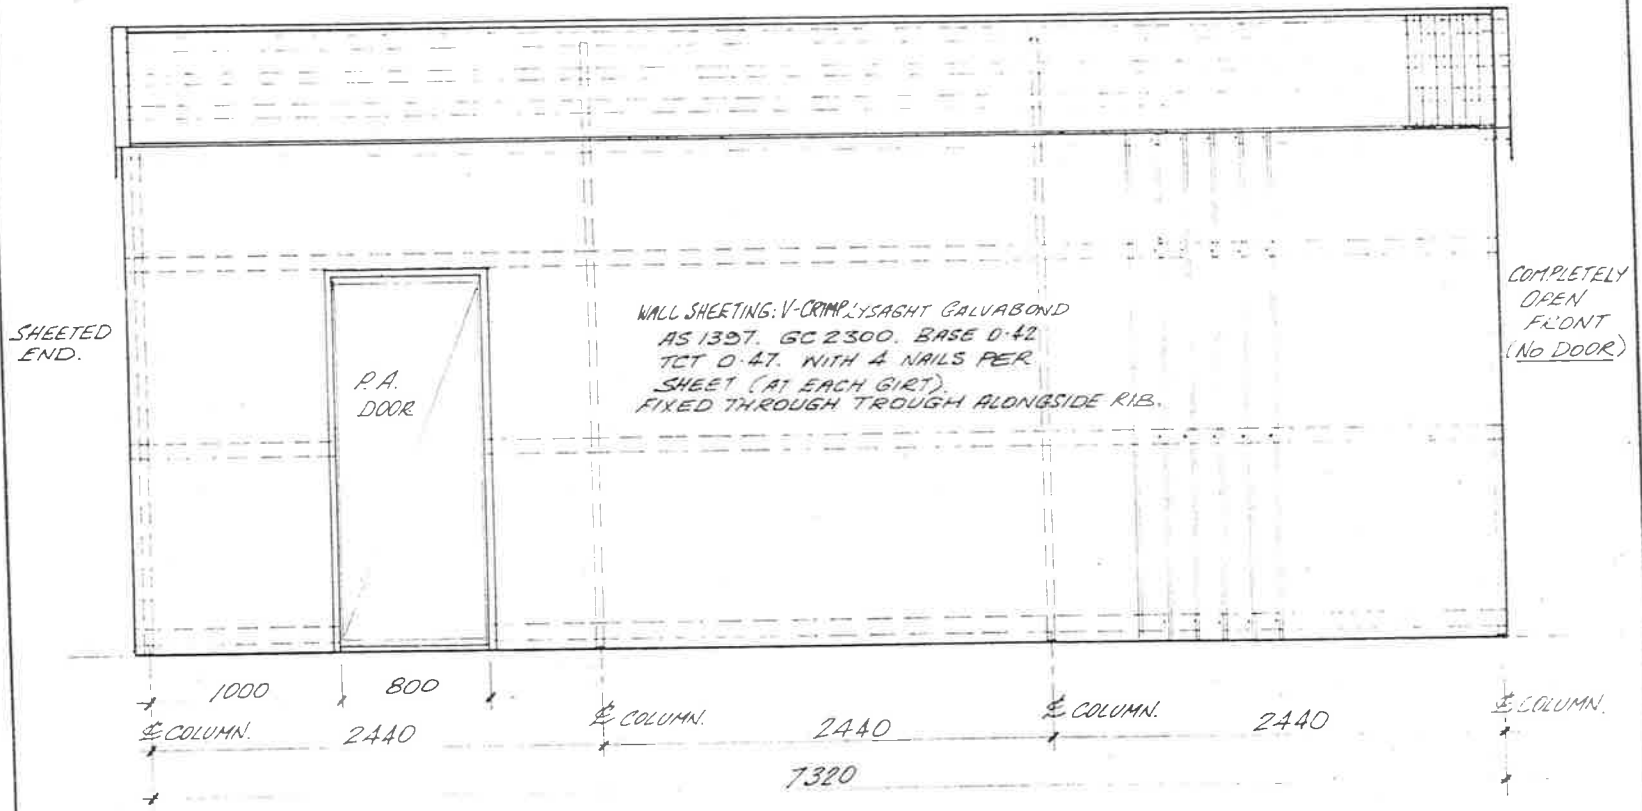 SHEETED
END.
P.A.
DOOR
WALL SHEETING: V-CRIMP LYSAGHT GALVABOND
AS 1397. GC 2300. BASE 0.42
TCT 0.47. WITH 4 NAILS PER
SHEET (AT EACH GIRT).
FIXED THROUGH TROUGH ALONGSIDE RIB.
COMPLETELY
OPEN
FRONT
(NO DOOR)
1000
800
℄ COLUMN.
2440
℄ COLUMN.
2440
℄ COLUMN.
2440
℄ COLUMN.
7320